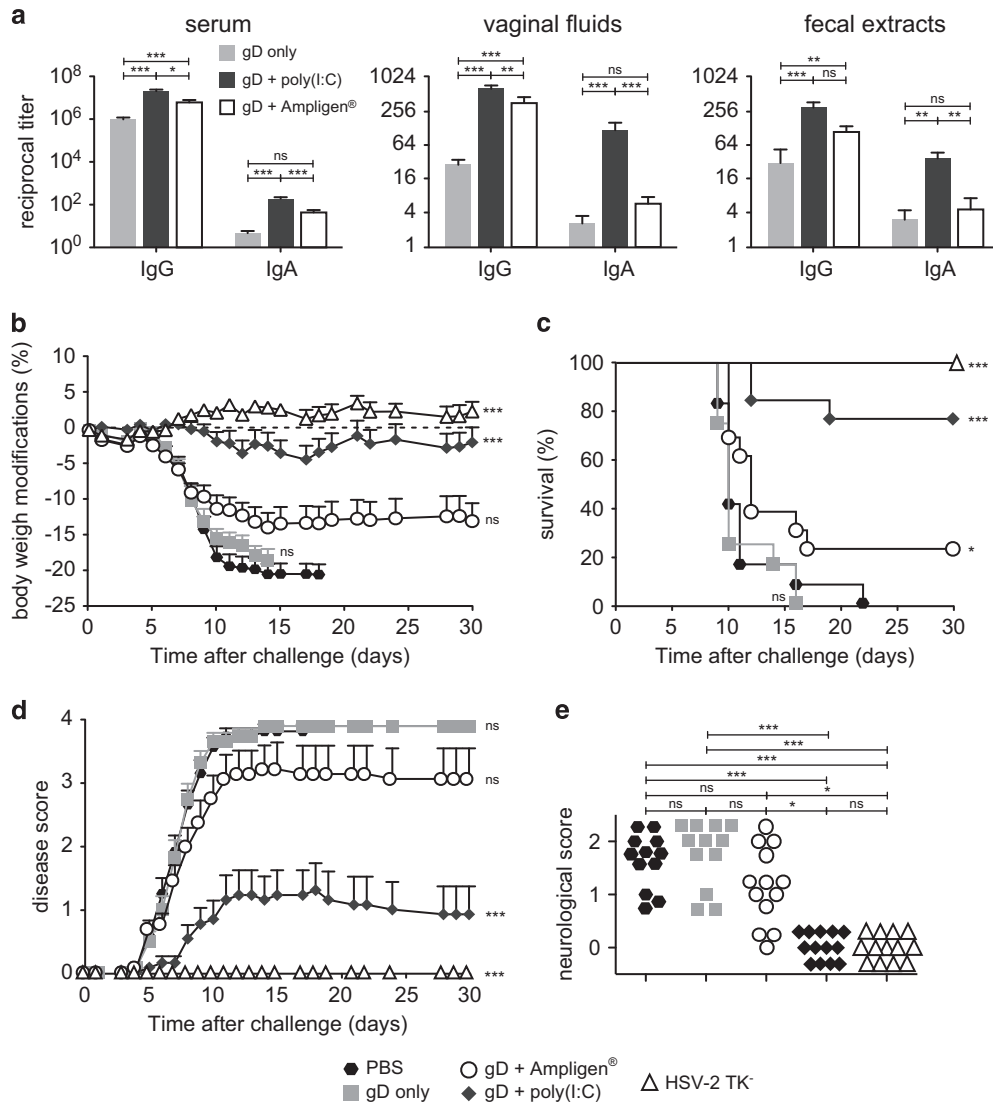 a
serum
vaginal fluids
fecal extracts
gD only
gD + poly(I:C)
gD + Ampligen®
reciprocal titer
10⁸
10⁶
10⁴
10²
10⁰
***
***
*
ns
***
***
IgG
IgA
1024
256
64
16
4
1
***
***
**
ns
***
***
IgG
IgA
1024
256
64
16
4
1
**
***
ns
ns
**
**
IgG
IgA
b
body weigh modifications (%)
10
5
0
-5
-10
-15
-20
-25
***
***
ns
ns
0 5 10 15 20 25 30
Time after challenge (days)
c
survival (%)
100
80
60
40
20
0
***
***
*
ns
0 5 10 15 20 25 30
Time after challenge (days)
d
disease score
4
3
2
1
0
ns
ns
***
***
0 5 10 15 20 25 30
Time after challenge (days)
e
neurological score
***
***
***
***
ns *
ns ns * ns
2
1
0
PBS
gD only
gD + Ampligen®
gD + poly(I:C)
HSV-2 TK⁻